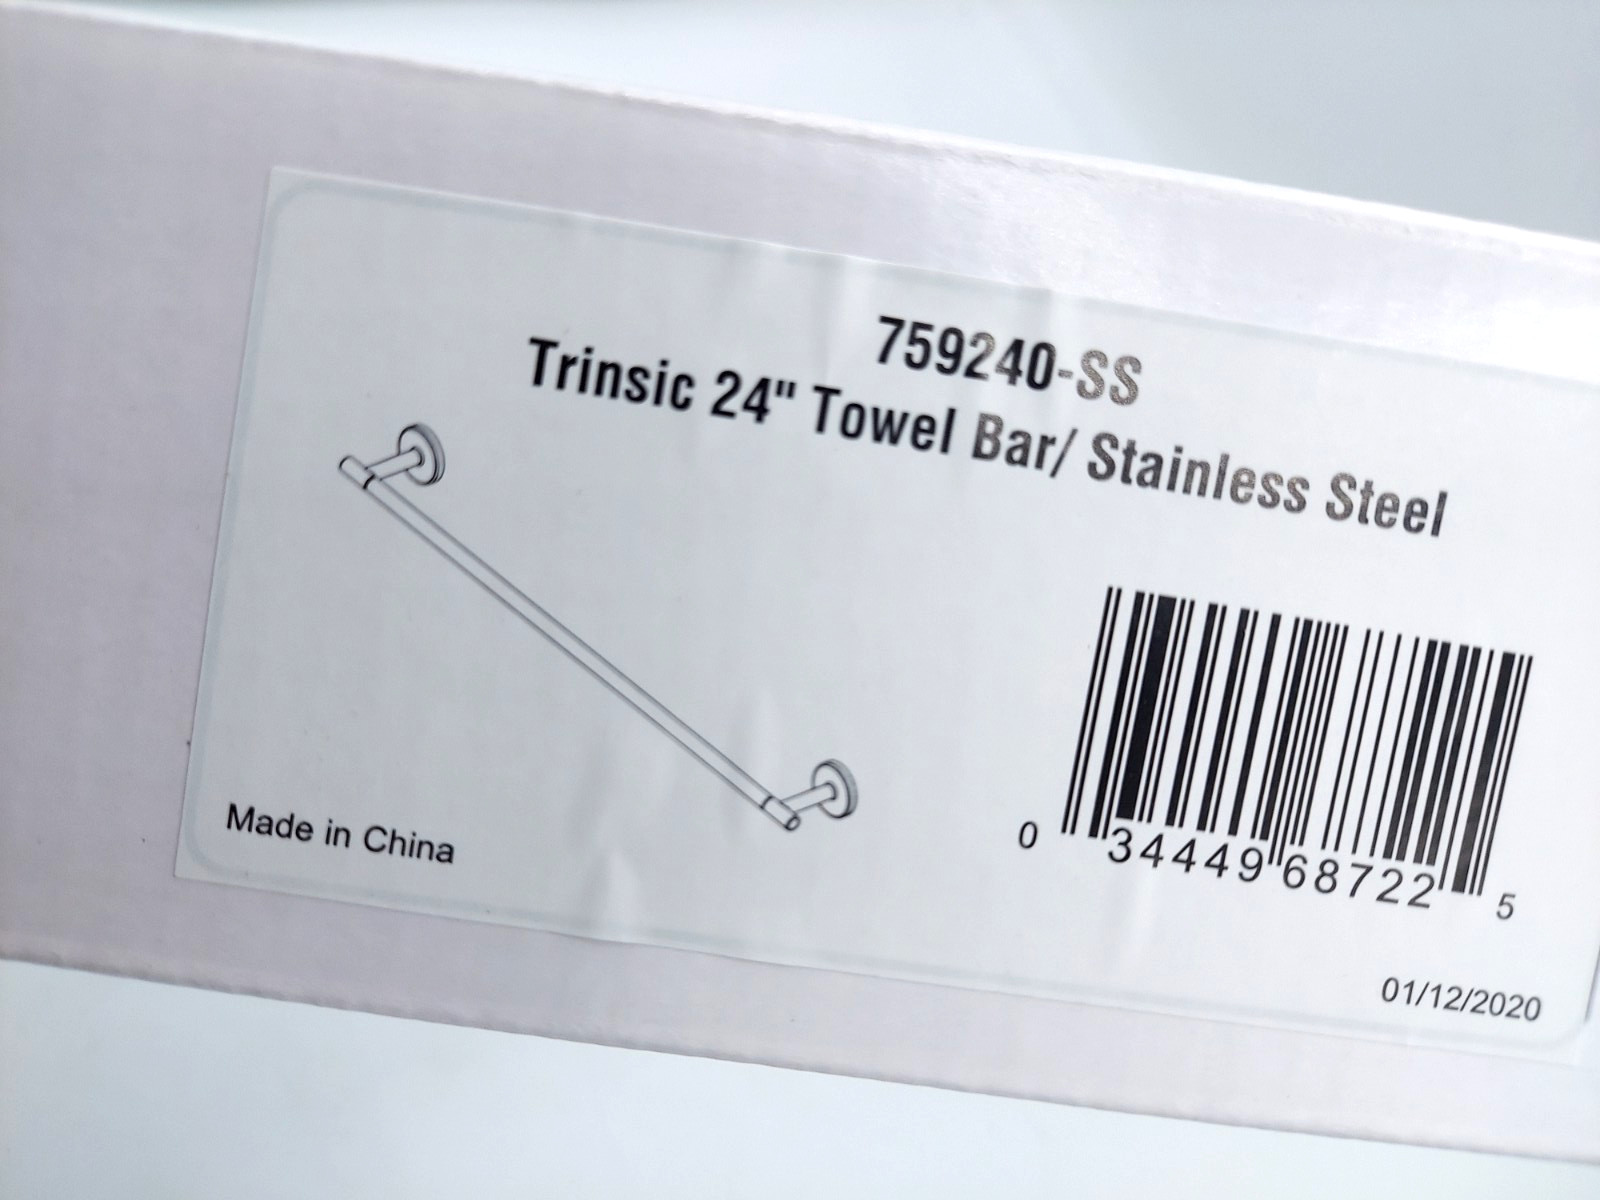 759240-SS
Trinsic 24" Towel Bar/ Stainless Steel
Made in China
0 34449 68722 5
01/12/2020